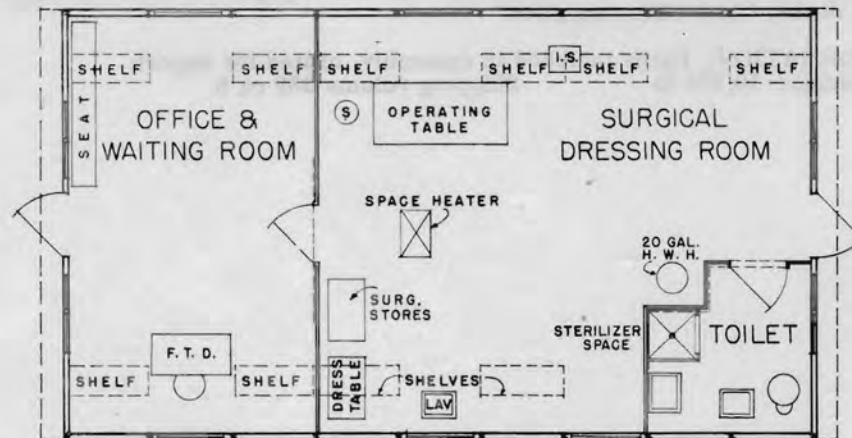 SHELF
SHELF
SHELF
SHELF
I.S.
SHELF
SHELF
SEAT
OFFICE &
WAITING ROOM
S
OPERATING
TABLE
SURGICAL
DRESSING ROOM
SPACE HEATER
20 GAL.
H. W. H.
SURG.
STORES
STERILIZER
SPACE
TOILET
F. T. D.
SHELF
SHELF
DRESS
TABLE
SHELVES
LAV